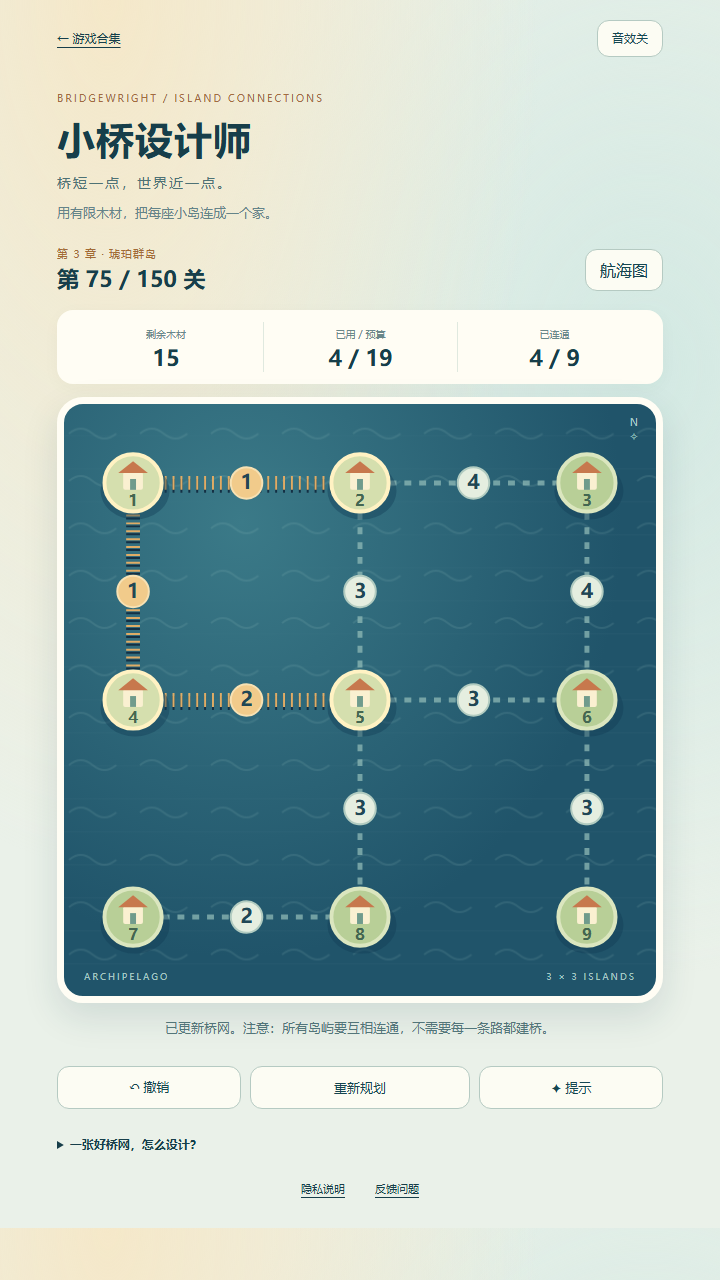 ← 游戏合集
音效关
BRIDGEWRIGHT / ISLAND CONNECTIONS
小桥设计师
桥短一点，世界近一点。
用有限木材，把每座小岛连成一个家。
第 3 章 · 琥珀群岛
第 75 / 150 关
航海图
剩余木材
15
已用 / 预算
4 / 19
已连通
4 / 9
N
1
1
2
4
3
1
3
4
4
2
5
3
6
3
3
7
2
8
9
ARCHIPELAGO
3 × 3 ISLANDS
已更新桥网。注意：所有岛屿要互相连通，不需要每一条路都建桥。
↶ 撤销
重新规划
✦ 提示
▶ 一张好桥网，怎么设计？
隐私说明
反馈问题